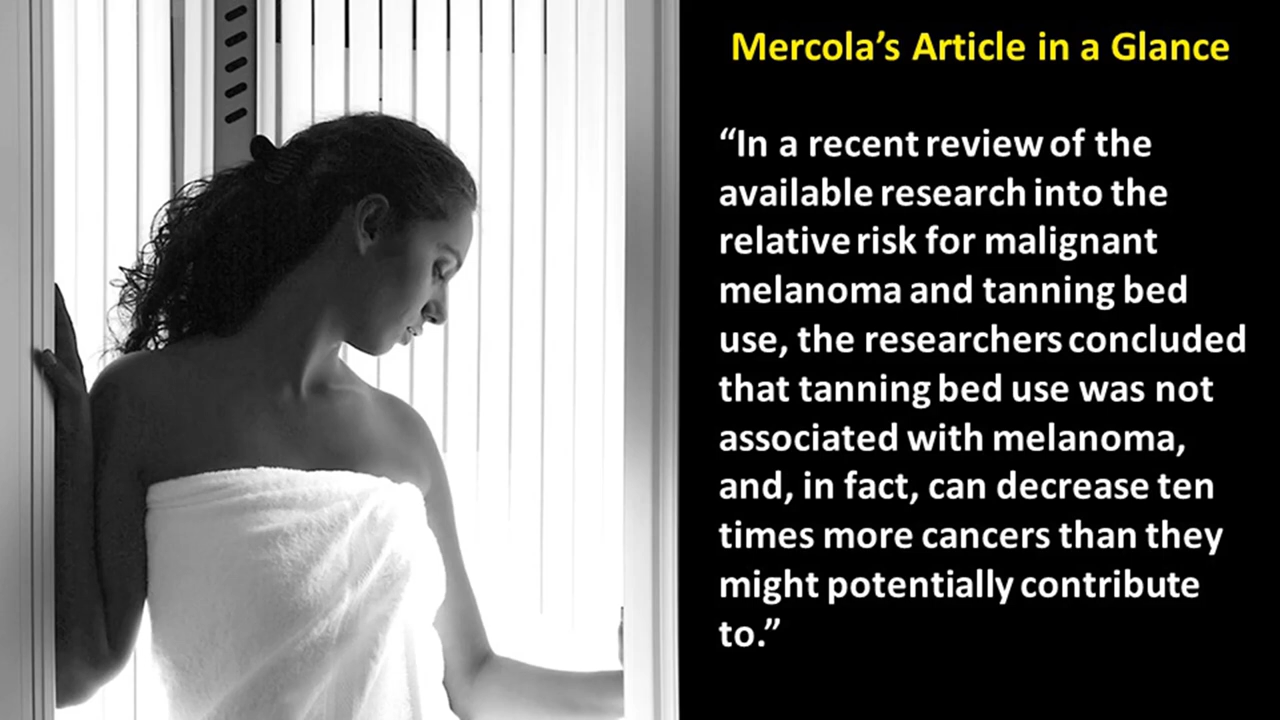 Mercola’s Article in a Glance
“In a recent review of the
available research into the
relative risk for malignant
melanoma and tanning bed
use, the researchers concluded
that tanning bed use was not
associated with melanoma,
and, in fact, can decrease ten
times more cancers than they
might potentially contribute
to.”